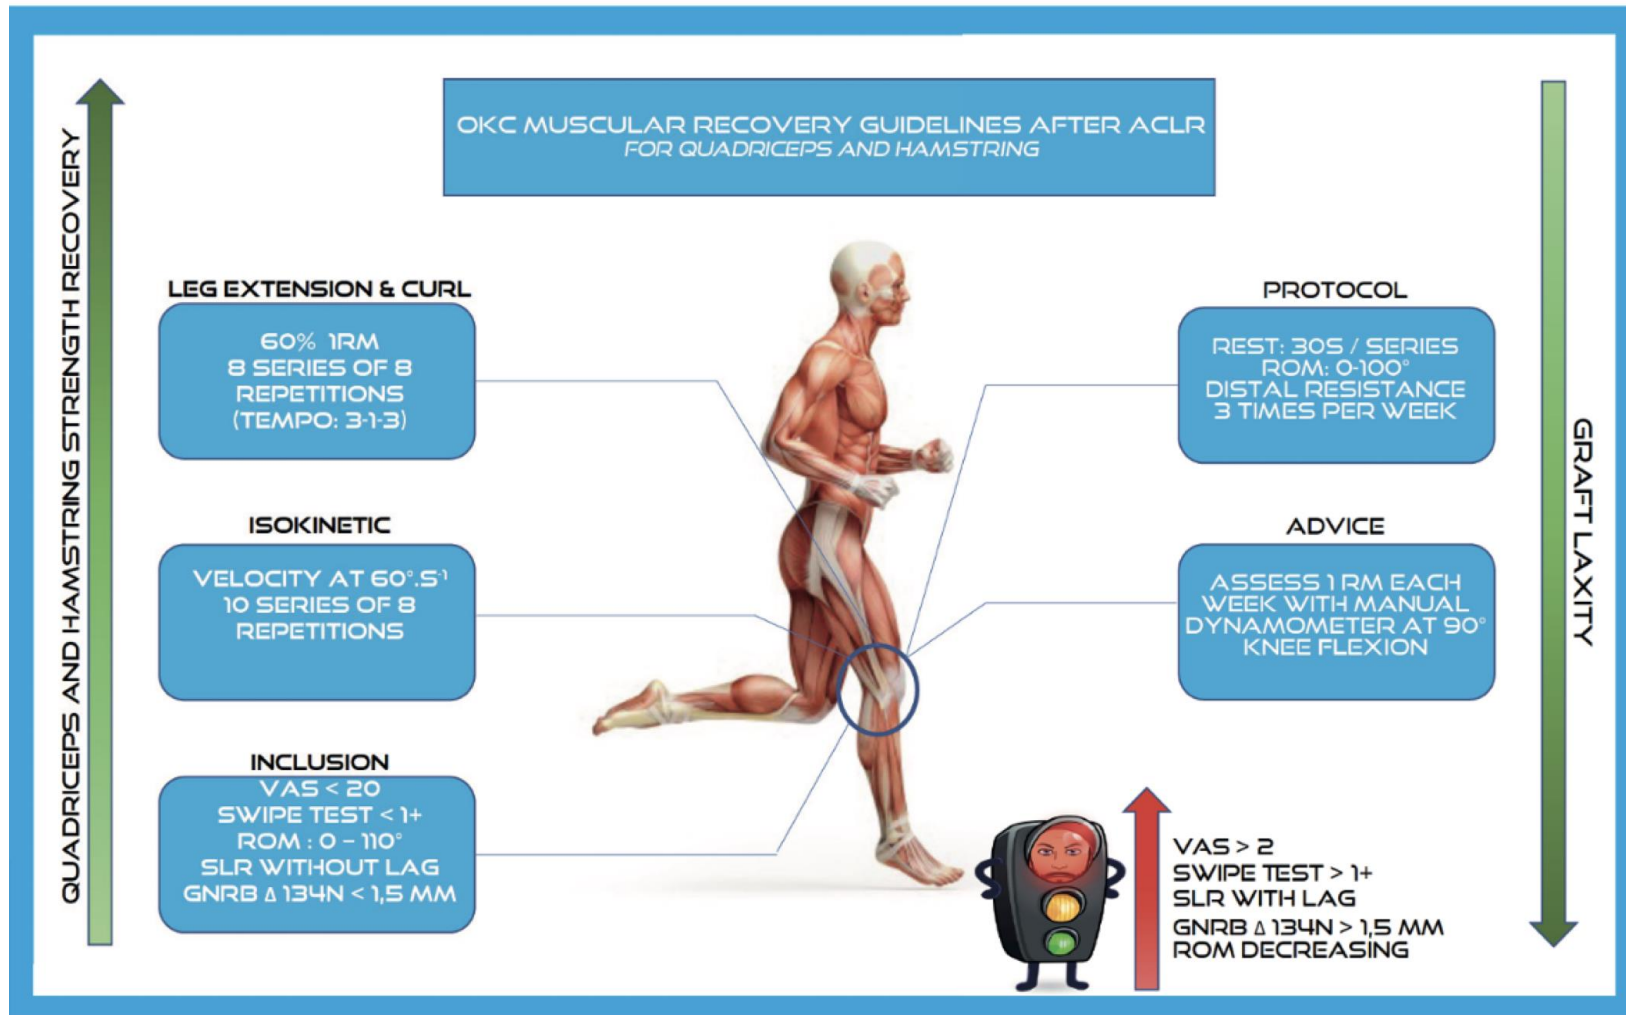 OKC MUSCULAR RECOVERY GUIDELINES AFTER ACLR
FOR QUADRICEPS AND HAMSTRING
QUADRICEPS AND HAMSTRING STRENGTH RECOVERY
LEG EXTENSION & CURL
60% 1RM
8 SERIES OF 8
REPETITIONS
(TEMPO: 3-1-3)
ISOKINETIC
VELOCITY AT 60°.S⁻¹
10 SERIES OF 8
REPETITIONS
INCLUSION
VAS < 20
SWIPE TEST < 1+
ROM : 0 – 110°
SLR WITHOUT LAG
GNRB Δ 134N < 1,5 MM
PROTOCOL
REST: 30S / SERIES
ROM: 0-100°
DISTAL RESISTANCE
3 TIMES PER WEEK
ADVICE
ASSESS 1 RM EACH
WEEK WITH MANUAL
DYNAMOMETER AT 90°
KNEE FLEXION
VAS > 2
SWIPE TEST > 1+
SLR WITH LAG
GNRB Δ 134N > 1,5 MM
ROM DECREASING
GRAFT LAXITY